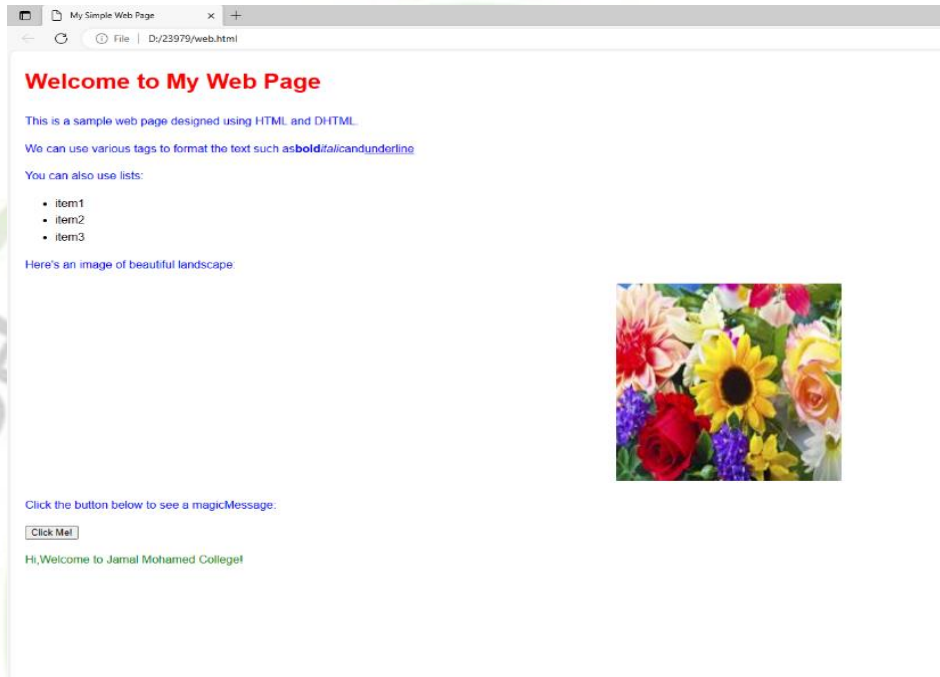 My Simple Web Page
File | D:/23979/web.html
Welcome to My Web Page
This is a sample web page designed using HTML and DHTML.
We can use various tags to format the text such asbolditalicandunderline
You can also use lists:
item1
item2
item3
Here's an image of beautiful landscape:
Click the button below to see a magicMessage:
Click Me!
Hi,Welcome to Jamal Mohamed College!